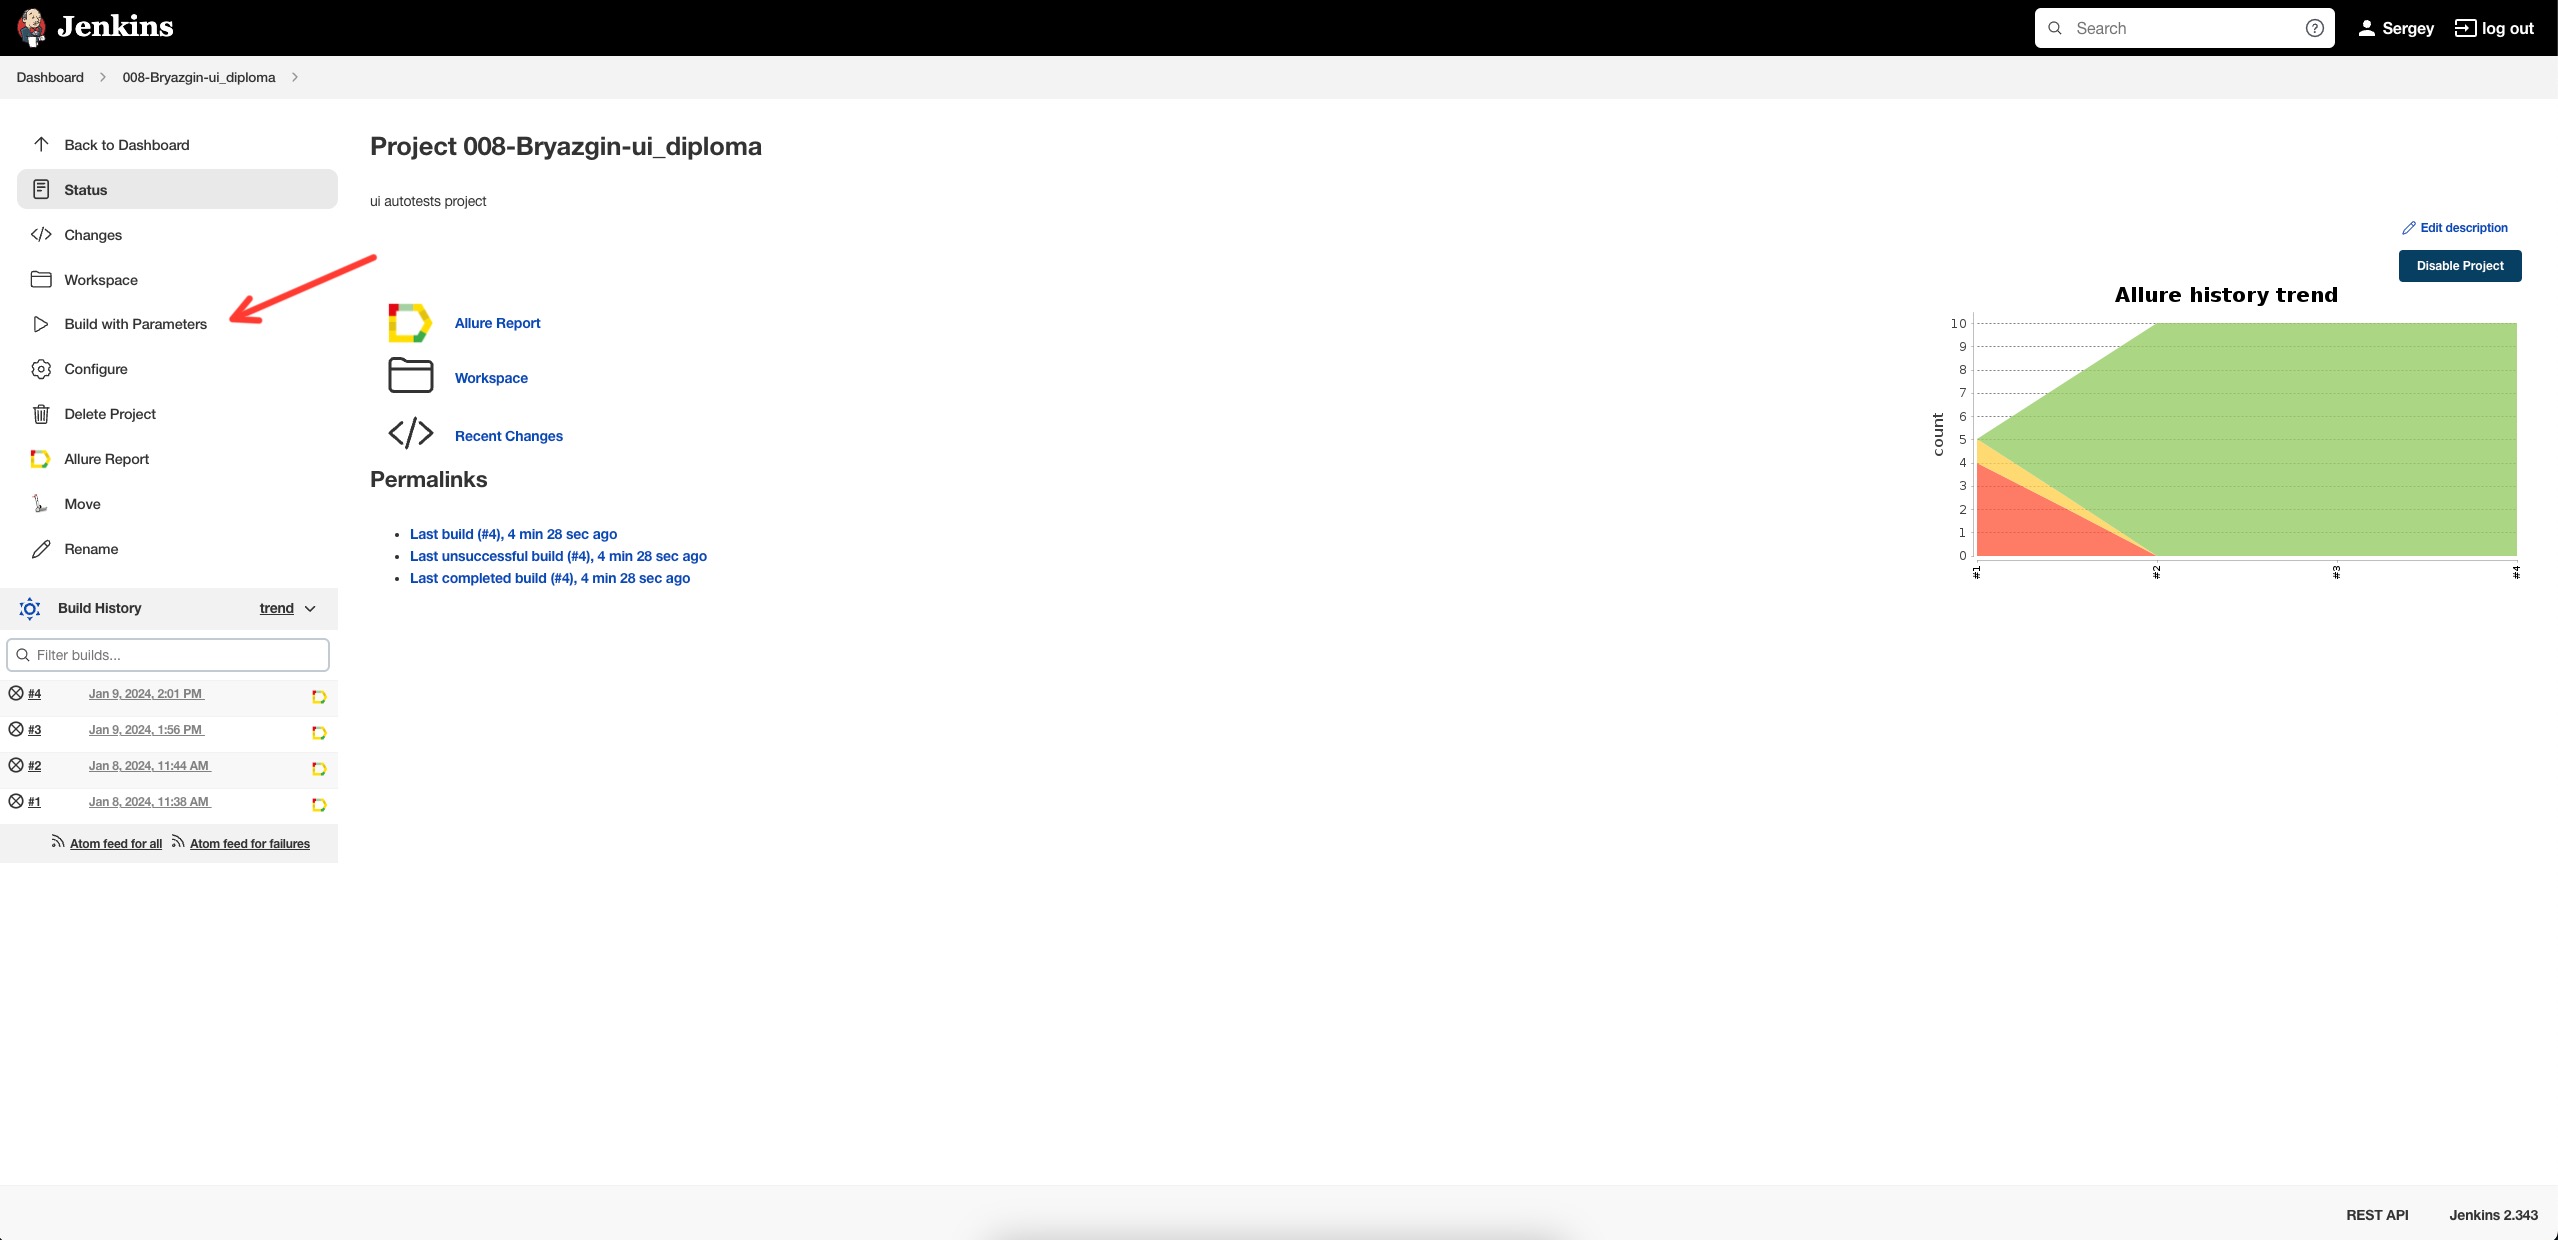 Jenkins
Search
Sergey
log out
Dashboard
008-Bryazgin-ui_diploma
Back to Dashboard
Status
Changes
Workspace
Build with Parameters
Configure
Delete Project
Allure Report
Move
Rename
Build History
trend
Filter builds...
#4 Jan 9, 2024, 2:01 PM
#3 Jan 9, 2024, 1:56 PM
#2 Jan 8, 2024, 11:44 AM
#1 Jan 8, 2024, 11:38 AM
Atom feed for all Atom feed for failures
Project 008-Bryazgin-ui_diploma
ui autotests project
Edit description
Disable Project
Allure Report
Workspace
Recent Changes
Permalinks
Last build (#4), 4 min 28 sec ago
Last unsuccessful build (#4), 4 min 28 sec ago
Last completed build (#4), 4 min 28 sec ago
Allure history trend
count
10
9
8
7
6
5
4
3
2
1
0
#1 #2 #3 #4
REST API
Jenkins 2.343